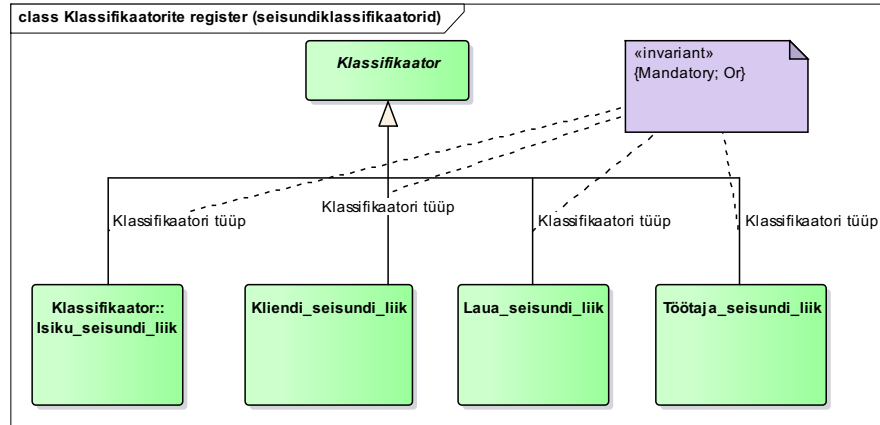 class Klassifikaatorite register (seisundiklassifikaatorid)
Klassifikaator
«invariant»
{Mandatory; Or}
Klassifikaatori tüüp
Klassifikaatori tüüp
Klassifikaatori tüüp
Klassifikaatori tüüp
Klassifikaator::
Isiku_seisundi_liik
Kliendi_seisundi_liik
Laua_seisundi_liik
Töötaja_seisundi_liik